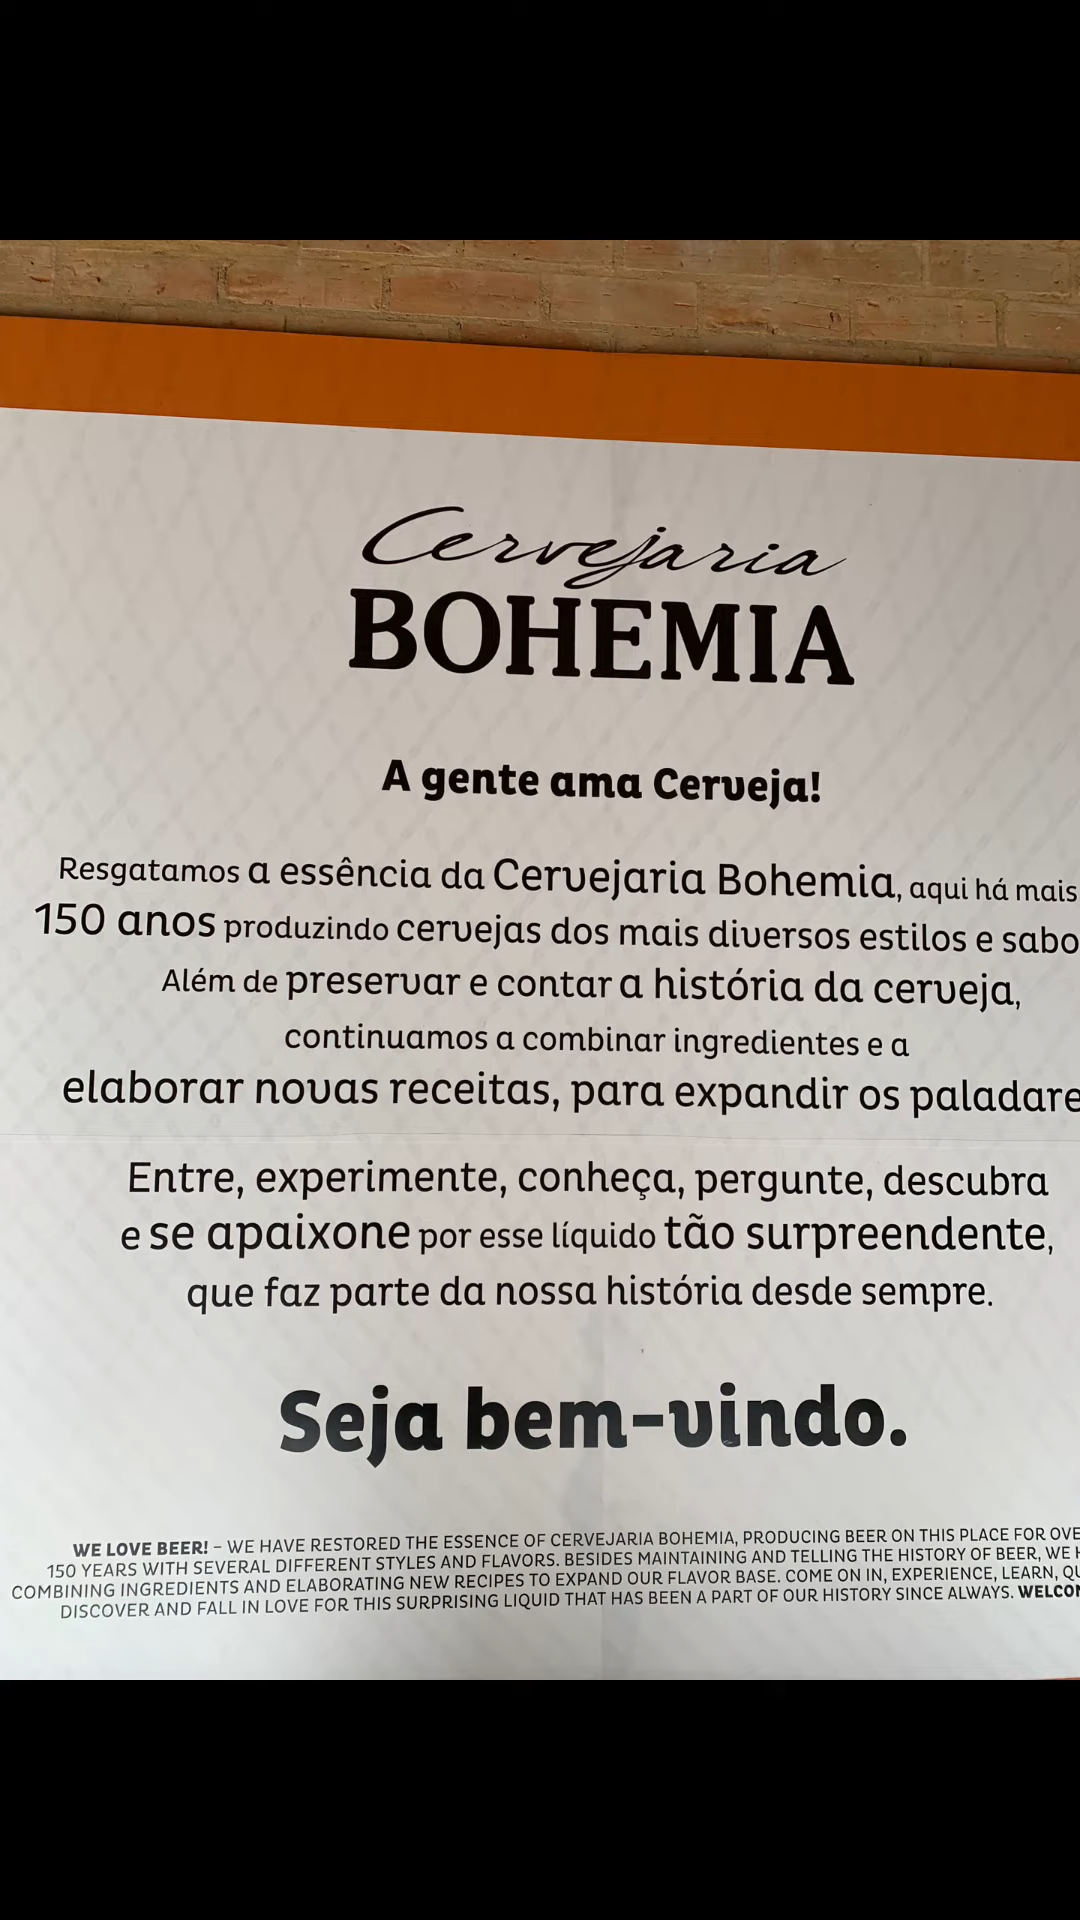 Cervejaria
BOHEMIA
A gente ama Cerveja!
Resgatamos a essência da Cervejaria Bohemia, aqui há mais
150 anos produzindo cervejas dos mais diversos estilos e sabo
Além de preservar e contar a história da cerveja,
continuamos a combinar ingredientes e a
elaborar novas receitas, para expandir os paladare
Entre, experimente, conheça, pergunte, descubra
e se apaixone por esse líquido tão surpreendente,
que faz parte da nossa história desde sempre.
Seja bem-vindo.
WE LOVE BEER! – WE HAVE RESTORED THE ESSENCE OF CERVEJARIA BOHEMIA, PRODUCING BEER ON THIS PLACE FOR OVE
150 YEARS WITH SEVERAL DIFFERENT STYLES AND FLAVORS. BESIDES MAINTAINING AND TELLING THE HISTORY OF BEER, WE
COMBINING INGREDIENTS AND ELABORATING NEW RECIPES TO EXPAND OUR FLAVOR BASE. COME ON IN, EXPERIENCE, LEARN,
DISCOVER AND FALL IN LOVE FOR THIS SURPRISING LIQUID THAT HAS BEEN A PART OF OUR HISTORY SINCE ALWAYS. WELCO